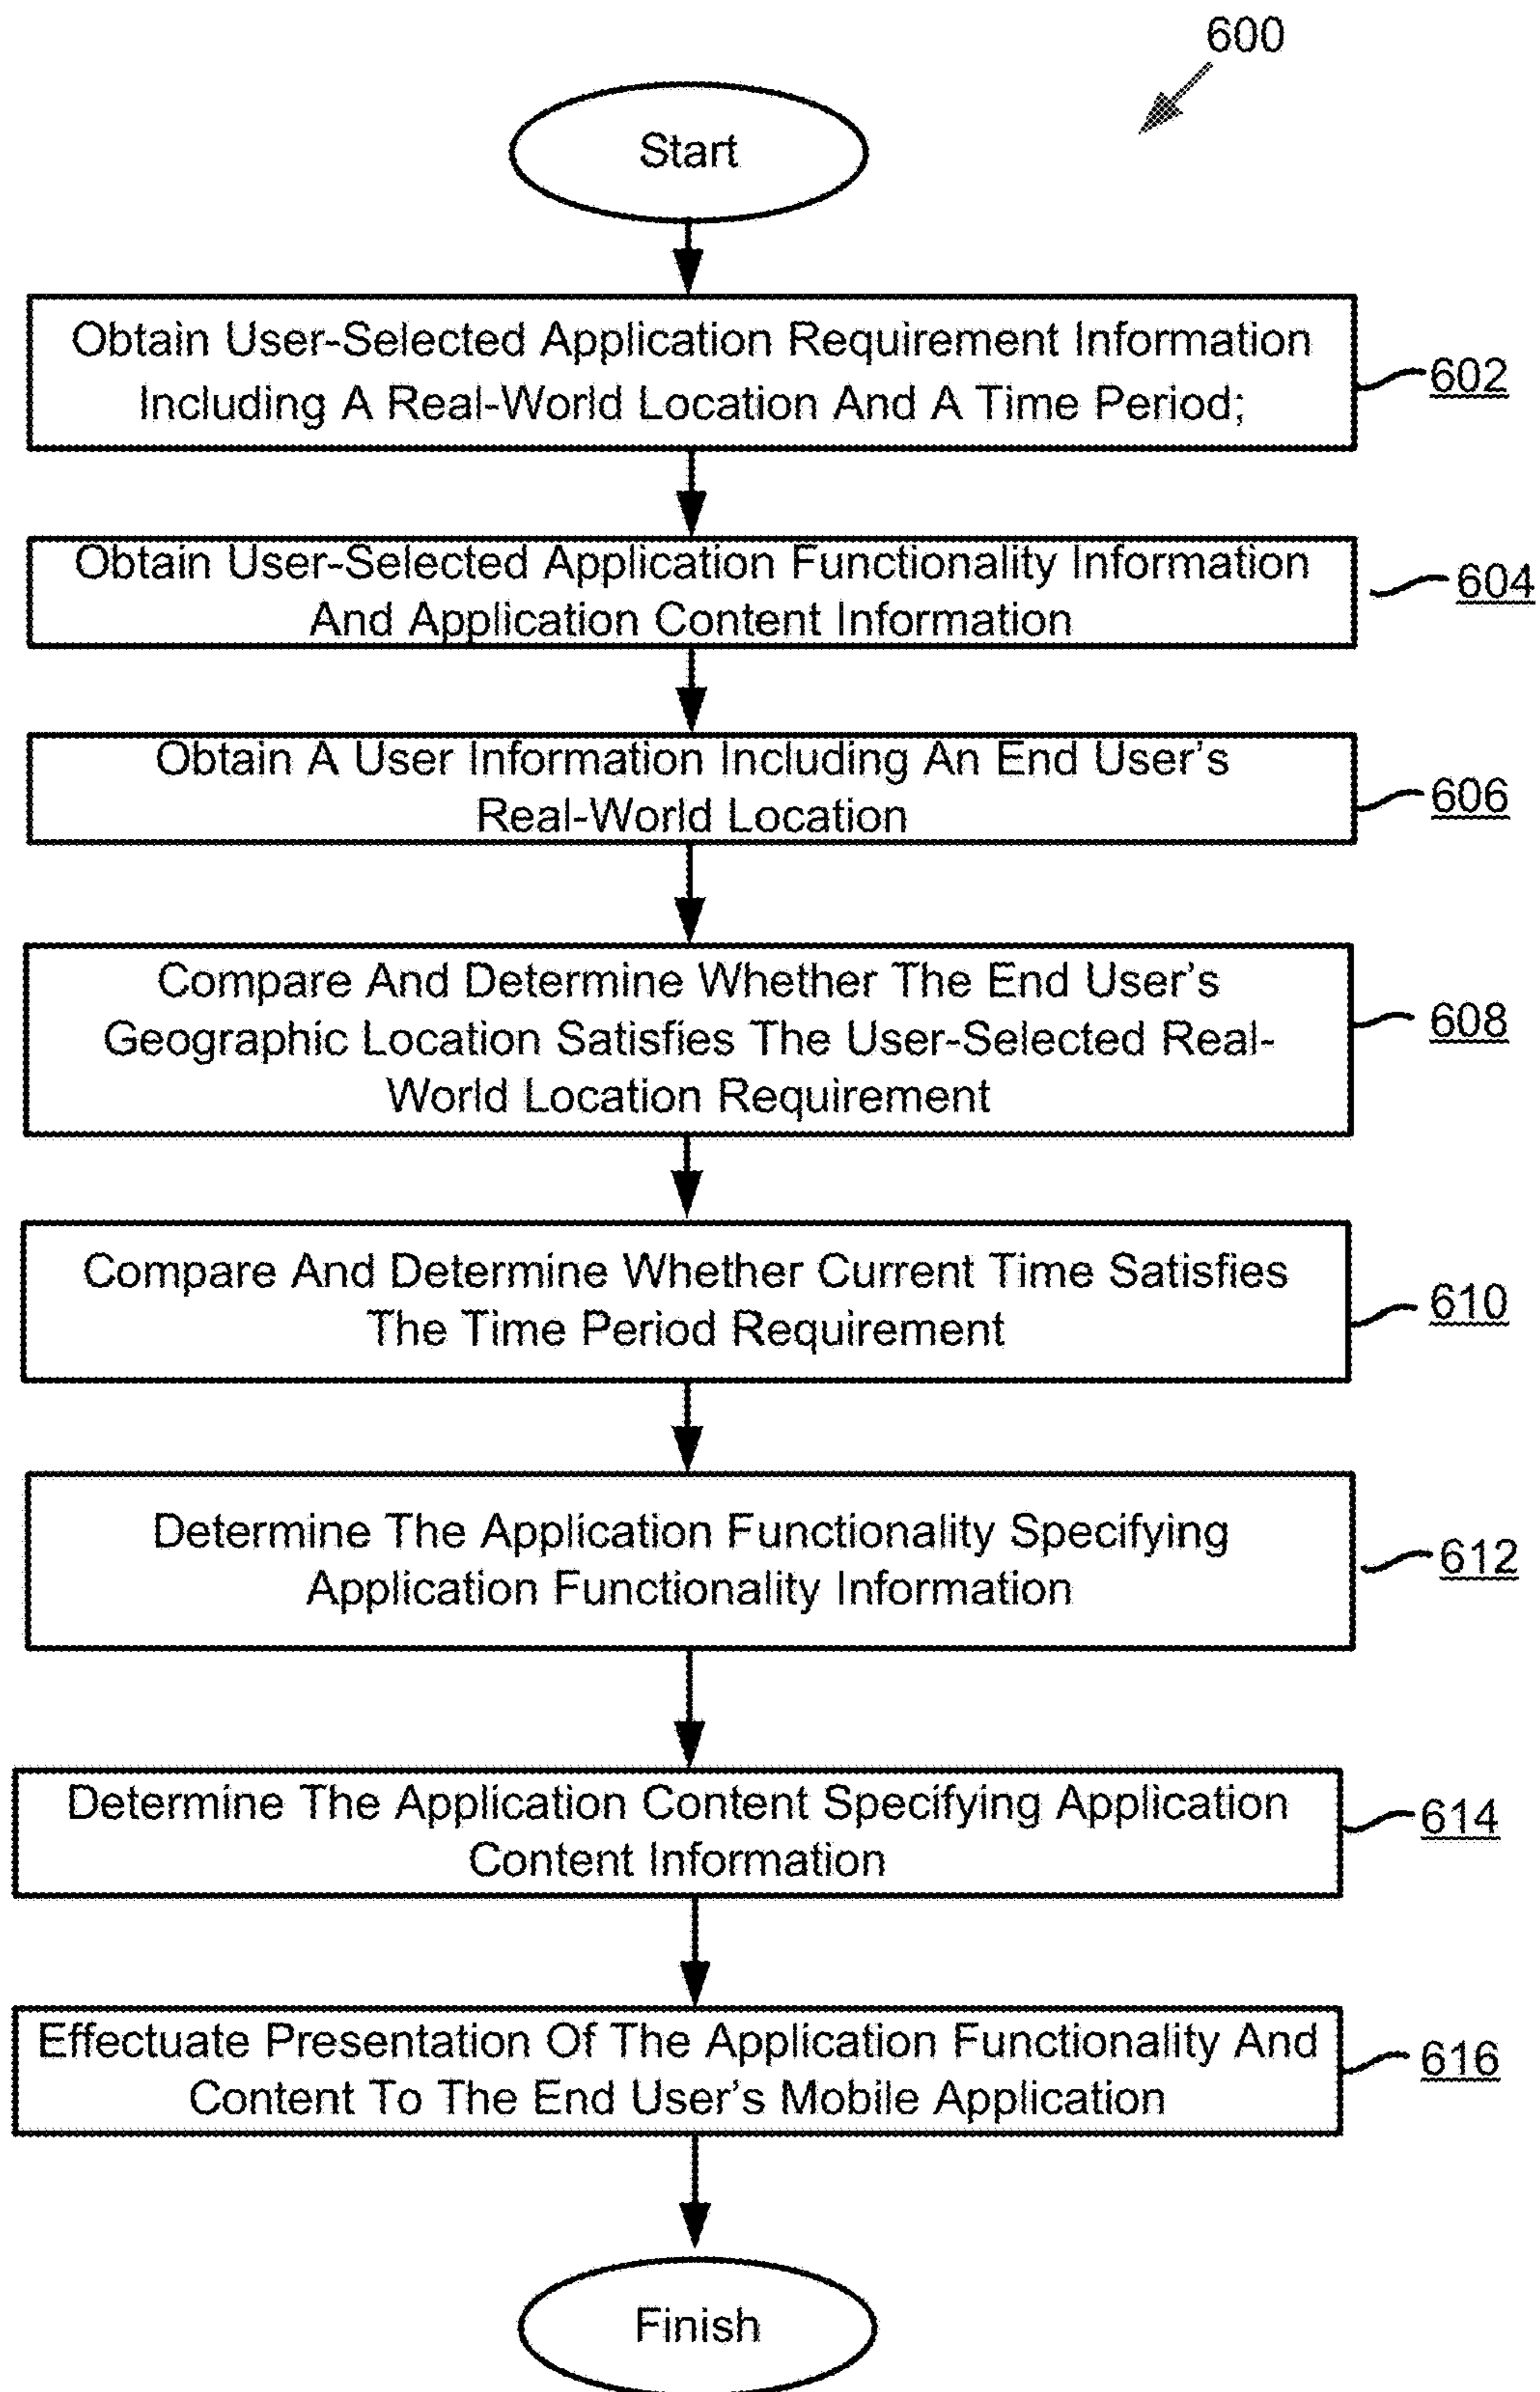 600
Start
Obtain User-Selected Application Requirement Information
Including A Real-World Location And A Time Period;
602
Obtain User-Selected Application Functionality Information
And Application Content Information
604
Obtain A User Information Including An End User's
Real-World Location
606
Compare And Determine Whether The End User's
Geographic Location Satisfies The User-Selected Real-
World Location Requirement
608
Compare And Determine Whether Current Time Satisfies
The Time Period Requirement
610
Determine The Application Functionality Specifying
Application Functionality Information
612
Determine The Application Content Specifying Application
Content Information
614
Effectuate Presentation Of The Application Functionality And
Content To The End User's Mobile Application
616
Finish